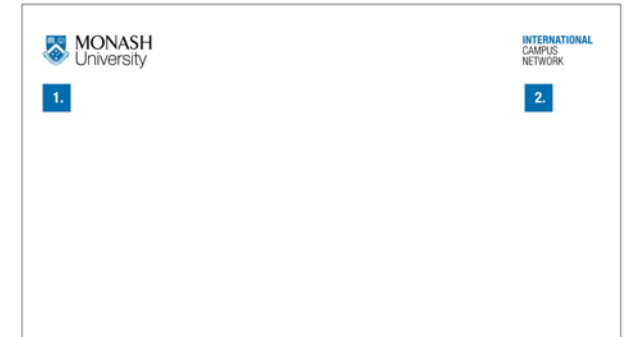 MONASH
University
INTERNATIONAL
CAMPUS
NETWORK
1.
2.